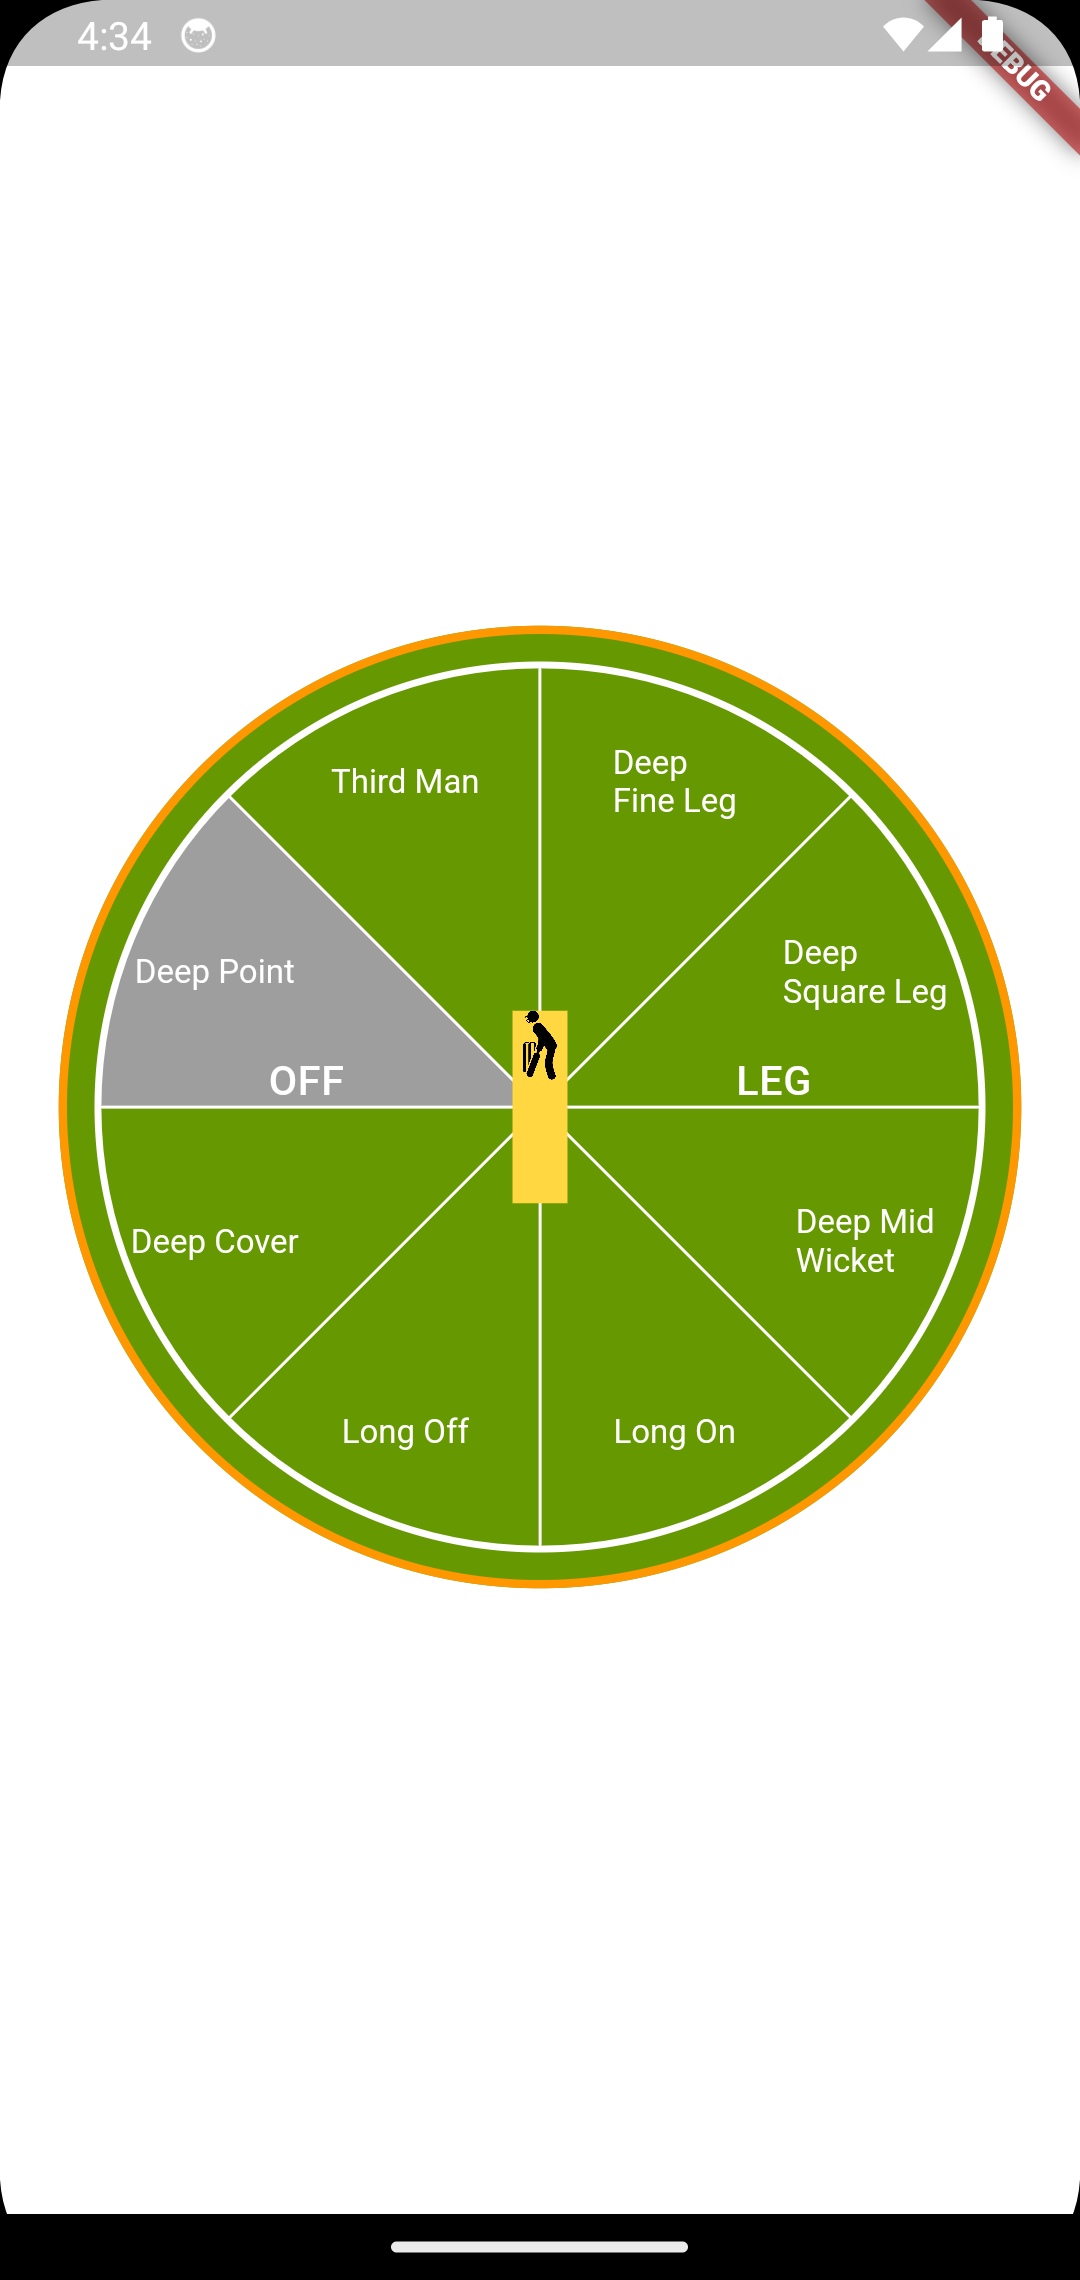 4:34
DEBUG
Third Man
Deep
Fine Leg
Deep Point
Deep
Square Leg
OFF
LEG
Deep Cover
Deep Mid
Wicket
Long Off
Long On